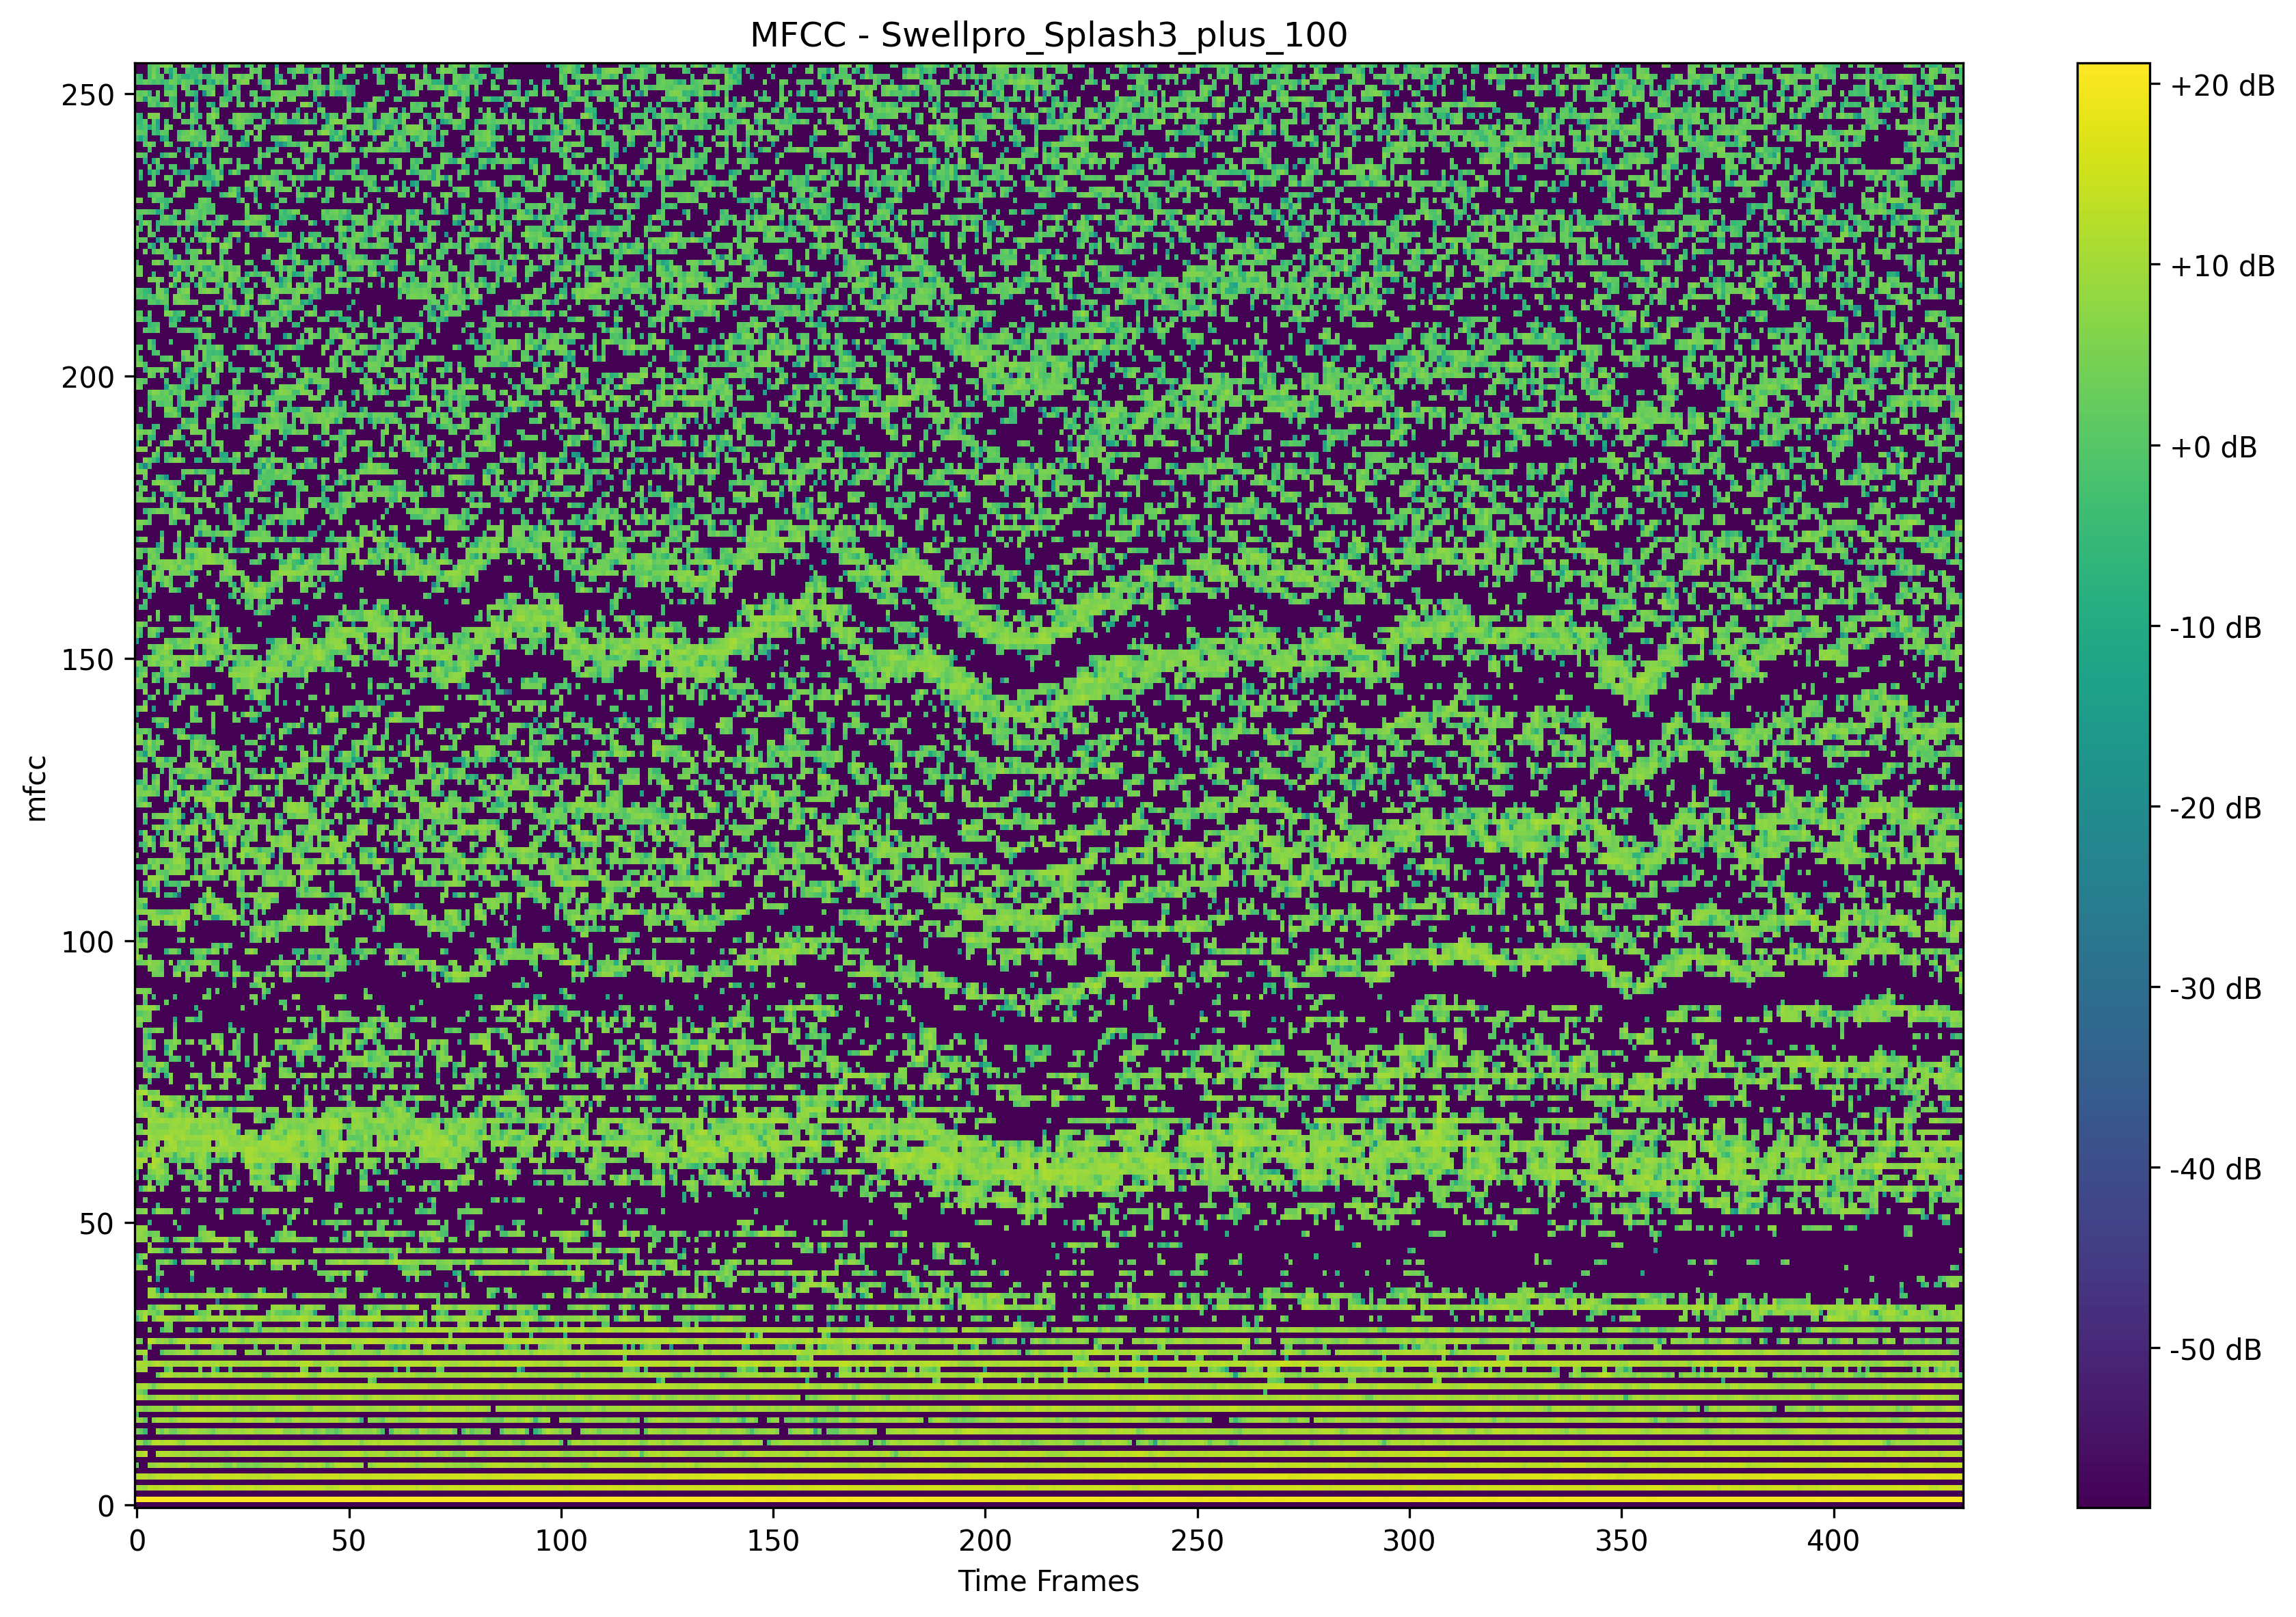 MFCC - Swellpro_Splash3_plus_100
250
200
150
100
50
0
mfcc
0 50 100 150 200 250 300 350 400
Time Frames
+20 dB
+10 dB
+0 dB
-10 dB
-20 dB
-30 dB
-40 dB
-50 dB